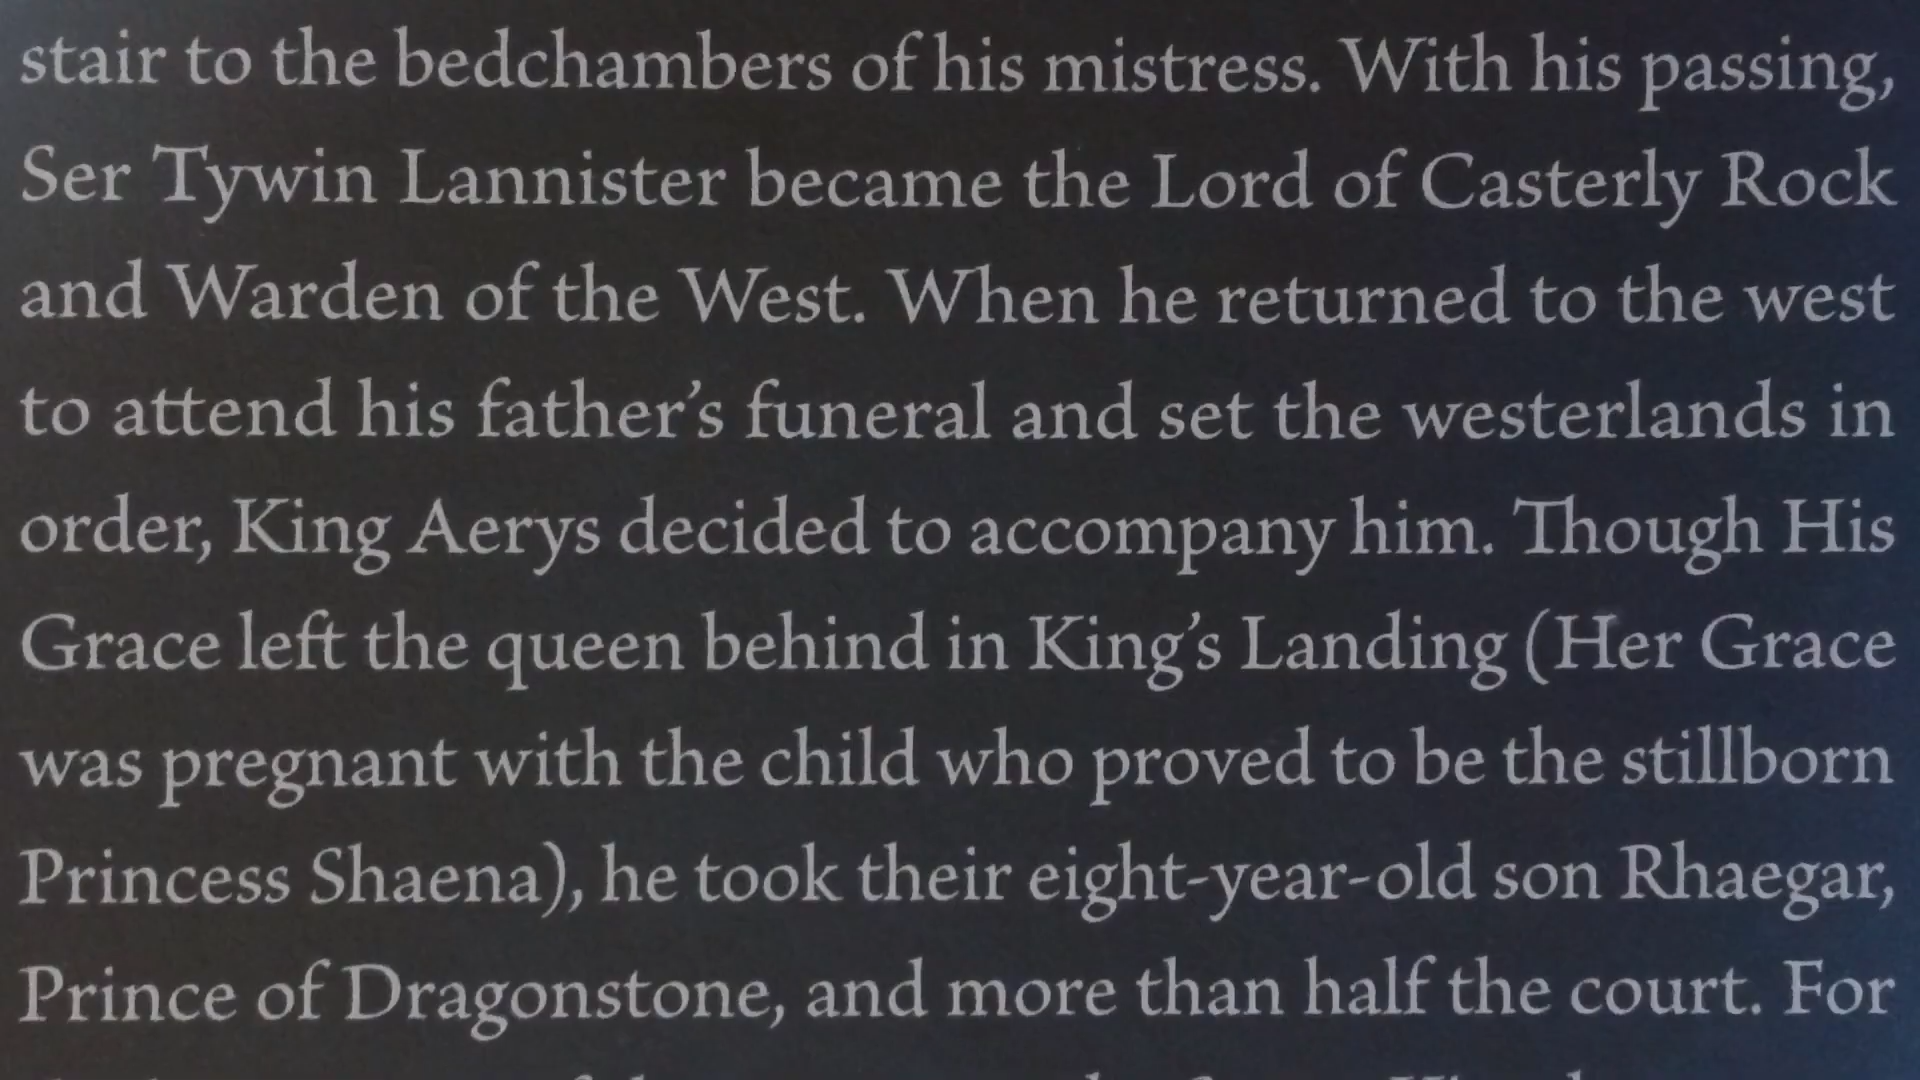 stair to the bedchambers of his mistress. With his passing,
Ser Tywin Lannister became the Lord of Casterly Rock
and Warden of the West. When he returned to the west
to attend his father’s funeral and set the westerlands in
order, King Aerys decided to accompany him. Though His
Grace left the queen behind in King’s Landing (Her Grace
was pregnant with the child who proved to be the stillborn
Princess Shaena), he took their eight-year-old son Rhaegar,
Prince of Dragonstone, and more than half the court. For